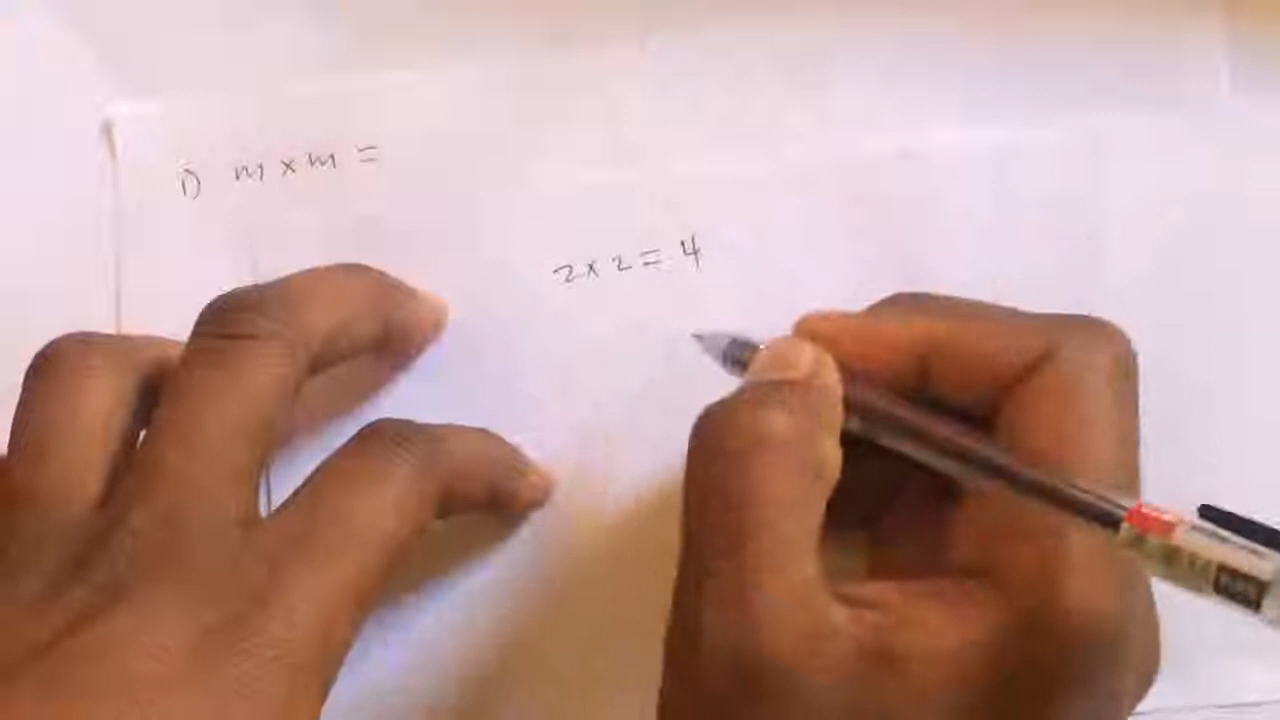 1) m × m =
2 × 2 = 4